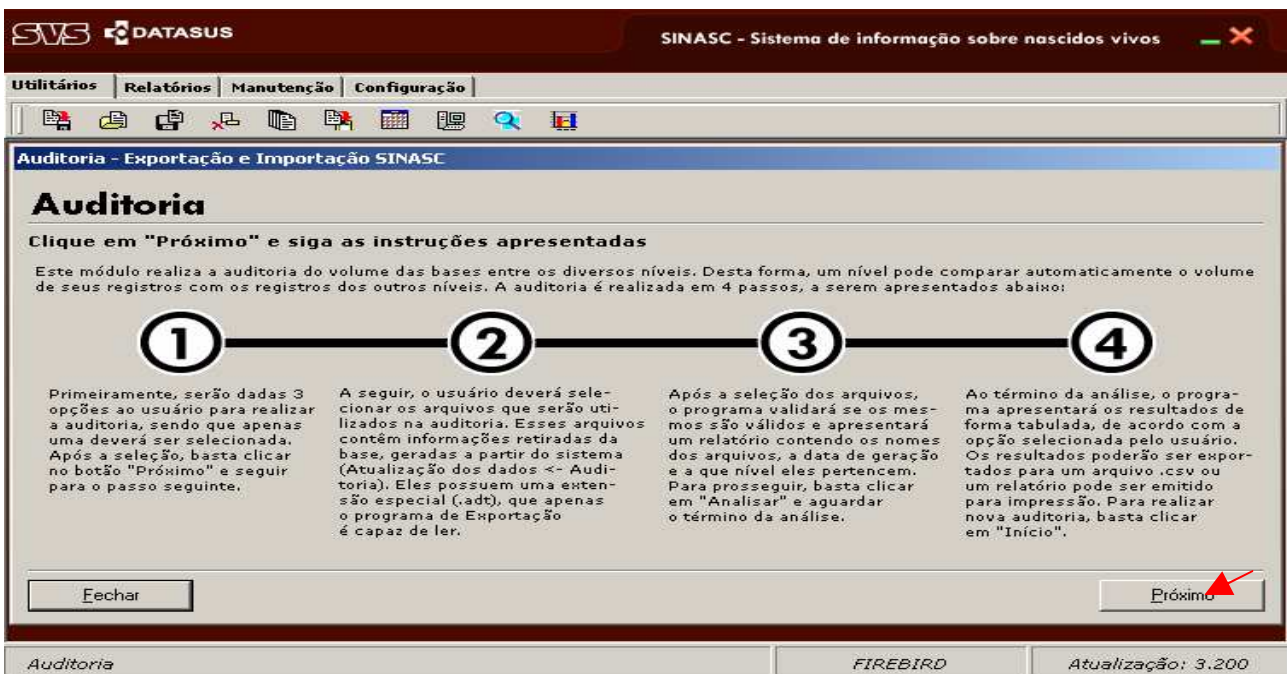 SVS DATASUS
SINASC - Sistema de informação sobre nascidos vivos
Utilitários Relatórios Manutenção Configuração
Auditoria - Exportação e Importação SINASC
Auditoria
Clique em "Próximo" e siga as instruções apresentadas
Este módulo realiza a auditoria do volume das bases entre os diversos níveis. Desta forma, um nível pode comparar automaticamente o volume
de seus registros com os registros dos outros níveis. A auditoria é realizada em 4 passos, a serem apresentados abaixo:
1
Primeiramente, serão dadas 3
opções ao usuário para realizar
a auditoria, sendo que apenas
uma deverá ser selecionada.
Após a seleção, basta clicar
no botão "Próximo" e seguir
para o passo seguinte.
2
A seguir, o usuário deverá sele-
cionar os arquivos que serão uti-
lizados na auditoria. Esses arquivos
contêm informações retiradas da
base, geradas a partir do sistema
(Atualização dos dados <- Audi-
toria). Eles possuem uma exten-
são especial (.adt), que apenas
o programa de Exportação
é capaz de ler.
3
Após a seleção dos arquivos,
o programa validará se os mes-
mos são válidos e apresentará
um relatório contendo os nomes
dos arquivos, a data de geração
e a que nível eles pertencem.
Para prosseguir, basta clicar
em "Analisar" e aguardar
o término da análise.
4
Ao término da análise, o progra-
ma apresentará os resultados de
forma tabulada, de acordo com a
opção selecionada pelo usuário.
Os resultados poderão ser expor-
tados para um arquivo .csv ou
um relatório pode ser emitido
para impressão. Para realizar
nova auditoria, basta clicar
em "Início".
Fechar
Próximo
Auditoria
FIREBIRD
Atualização: 3.200